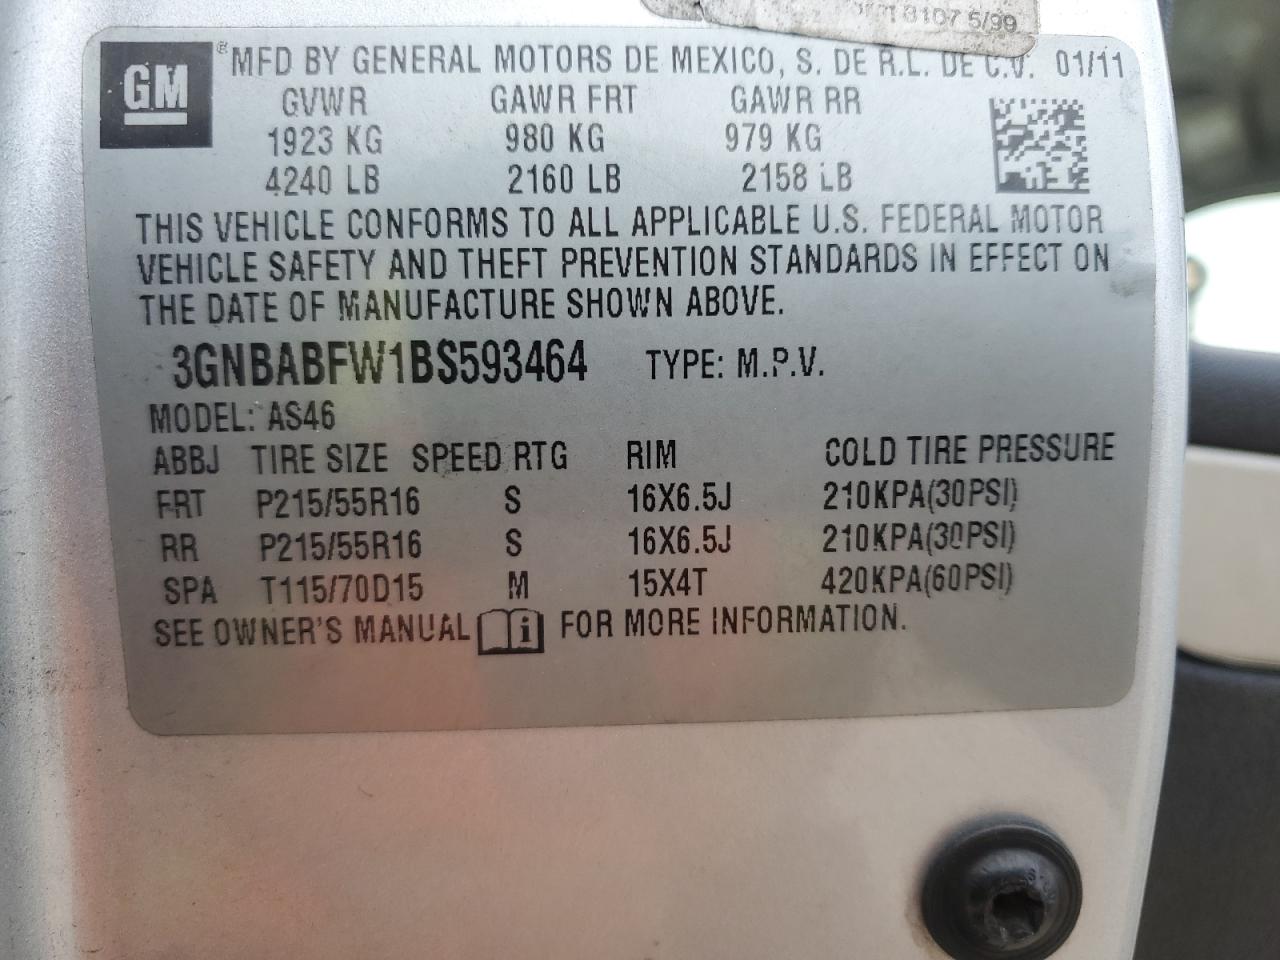 8107 5/99
GM ® MFD BY GENERAL MOTORS DE MEXICO, S. DE R.L. DE C.V. 01/11
GVWR GAWR FRT GAWR RR
1923 KG 980 KG 979 KG
4240 LB 2160 LB 2158 LB
THIS VEHICLE CONFORMS TO ALL APPLICABLE U.S. FEDERAL MOTOR
VEHICLE SAFETY AND THEFT PREVENTION STANDARDS IN EFFECT ON
THE DATE OF MANUFACTURE SHOWN ABOVE.
3GNBABFW1BS593464 TYPE: M.P.V.
MODEL: AS46
ABBJ TIRE SIZE SPEED RTG RIM COLD TIRE PRESSURE
FRT P215/55R16 S 16X6.5J 210KPA(30PSI)
RR P215/55R16 S 16X6.5J 210KPA(30PSI)
SPA T115/70D15 M 15X4T 420KPA(60PSI)
SEE OWNER'S MANUAL i FOR MORE INFORMATION.